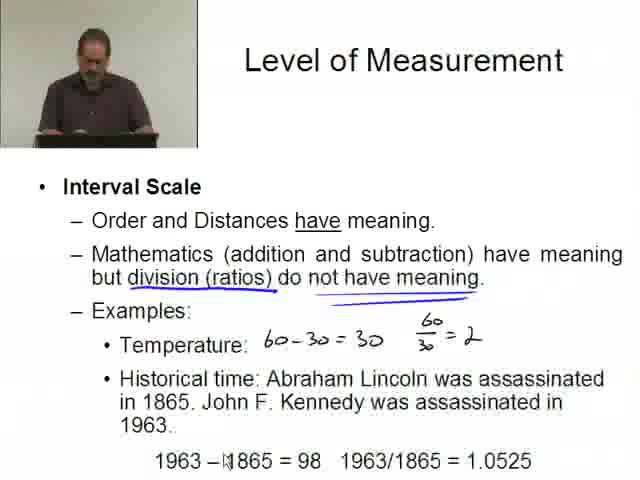 Level of Measurement
• Interval Scale
– Order and Distances have meaning.
– Mathematics (addition and subtraction) have meaning
but division (ratios) do not have meaning.
– Examples:
• Temperature: 60 - 30 = 30 60/30 = 2
• Historical time: Abraham Lincoln was assassinated
in 1865. John F. Kennedy was assassinated in
1963.
1963 – 1865 = 98 1963/1865 = 1.0525